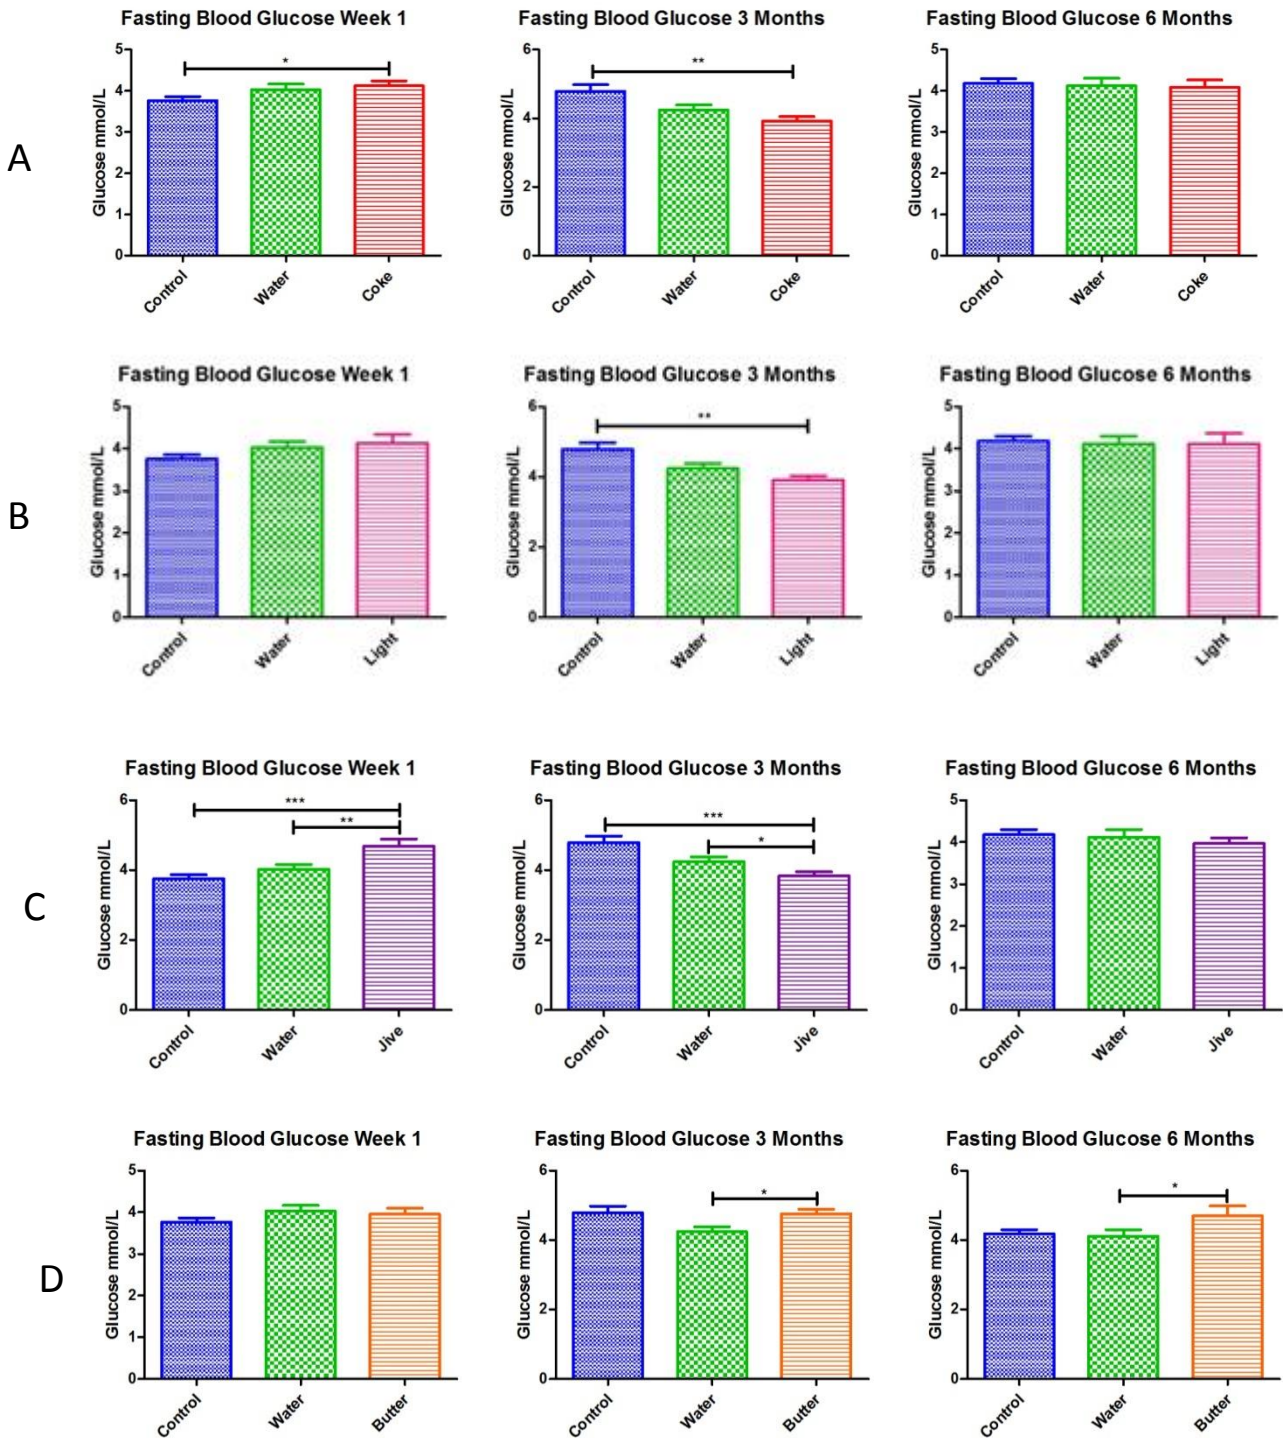 Fasting Blood Glucose Week 1
Fasting Blood Glucose 3 Months
Fasting Blood Glucose 6 Months
A
Glucose mmol/L
5
4
3
2
1
0
*
Control
Water
Coke
Glucose mmol/L
6
4
2
0
**
Control
Water
Coke
Glucose mmol/L
5
4
3
2
1
0
Control
Water
Coke
Fasting Blood Glucose Week 1
Fasting Blood Glucose 3 Months
Fasting Blood Glucose 6 Months
B
Glucose mmol/L
5
4
3
2
1
0
Control
Water
Light
Glucose mmol/L
6
4
2
0
**
Control
Water
Light
Glucose mmol/L
5
4
3
2
1
0
Control
Water
Light
Fasting Blood Glucose Week 1
Fasting Blood Glucose 3 Months
Fasting Blood Glucose 6 Months
C
Glucose mmol/L
6
4
2
0
***
**
Control
Water
Jive
Glucose mmol/L
6
4
2
0
***
*
Control
Water
Jive
Glucose mmol/L
5
4
3
2
1
0
Control
Water
Jive
Fasting Blood Glucose Week 1
Fasting Blood Glucose 3 Months
Fasting Blood Glucose 6 Months
D
Glucose mmol/L
5
4
3
2
1
0
Control
Water
Butter
Glucose mmol/L
6
4
2
0
*
Control
Water
Butter
Glucose mmol/L
6
4
2
0
*
Control
Water
Butter